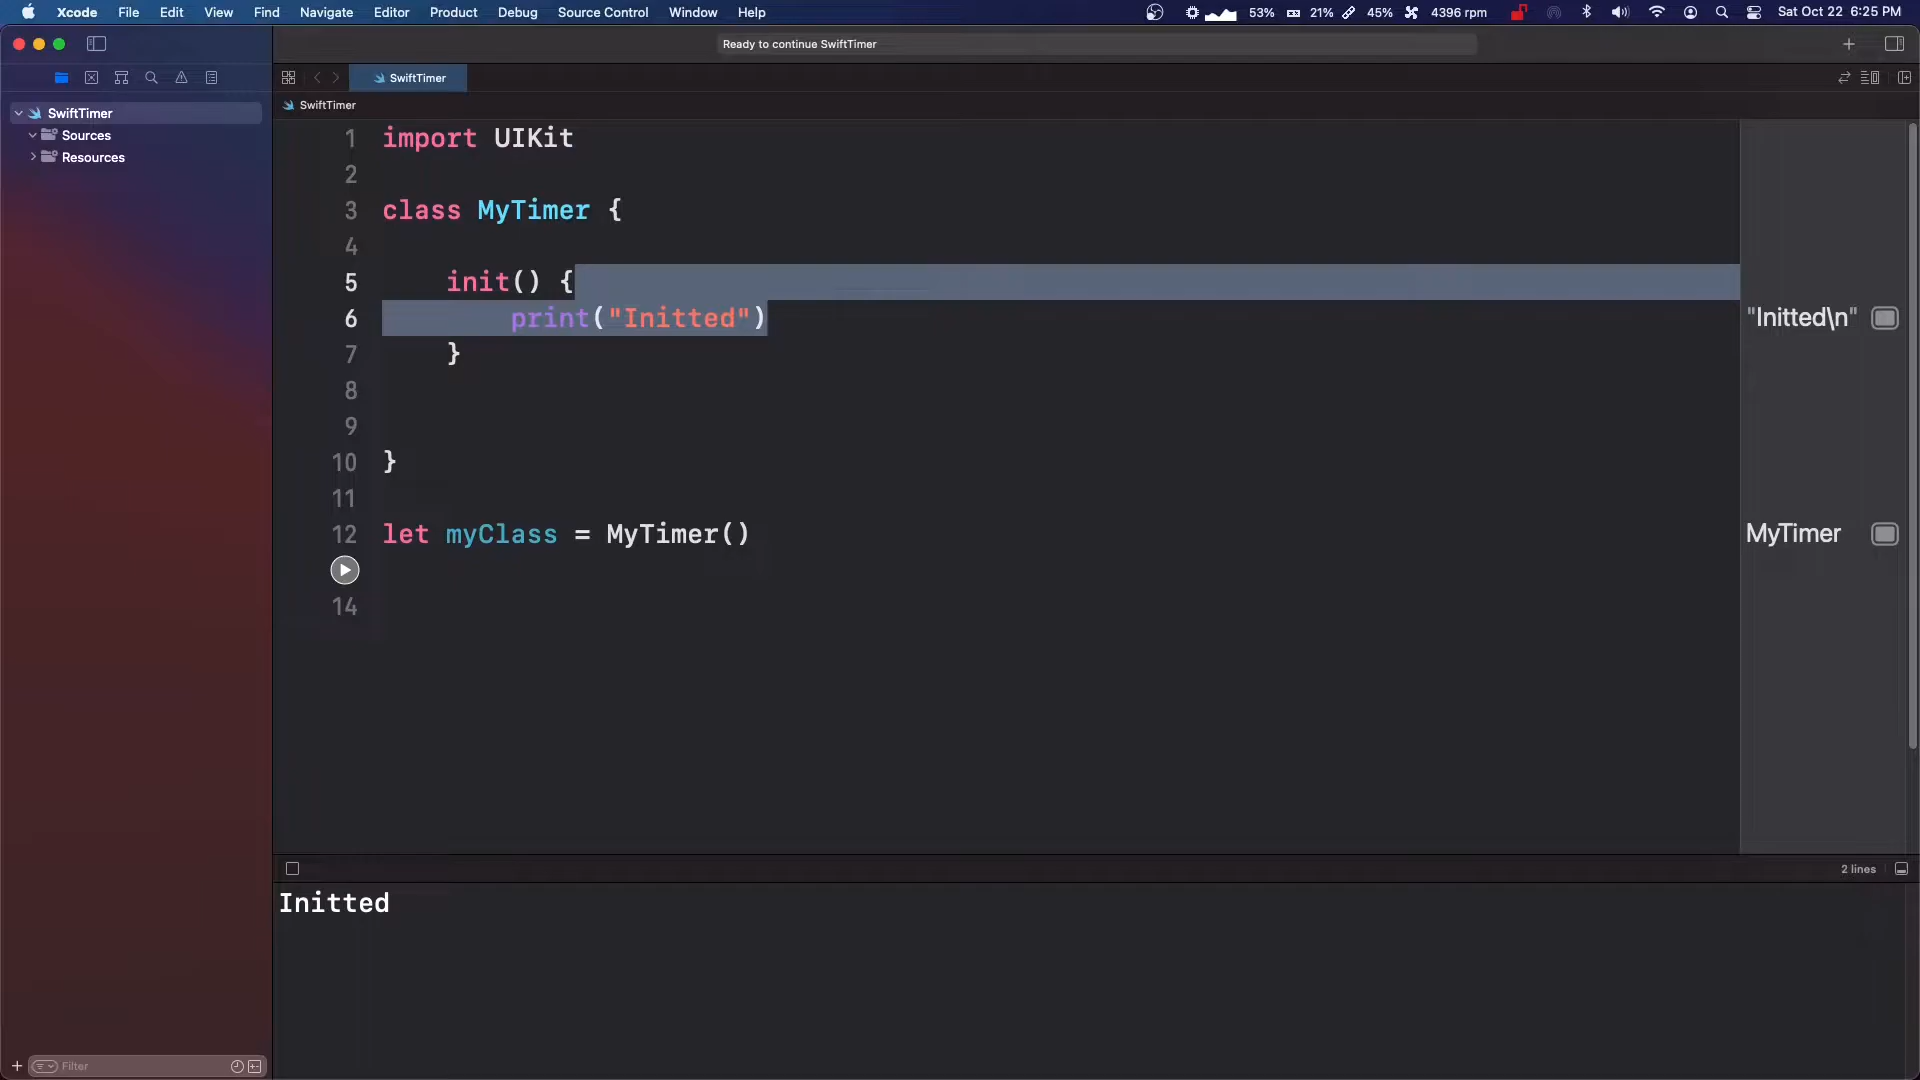 Xcode File Edit View Find Navigate Editor Product Debug Source Control Window Help 53% 21% 45% 4396 rpm Sat Oct 22 6:25 PM
Ready to continue SwiftTimer
SwiftTimer
SwiftTimer
SwiftTimer
Sources
Resources
1 import UIKit
2
3 class MyTimer {
4
5 init() {
6 print("Initted")
"Initted\n"
7 }
8
9
10 }
11
12 let myClass = MyTimer()
MyTimer
14
2 lines
Initted
Filter